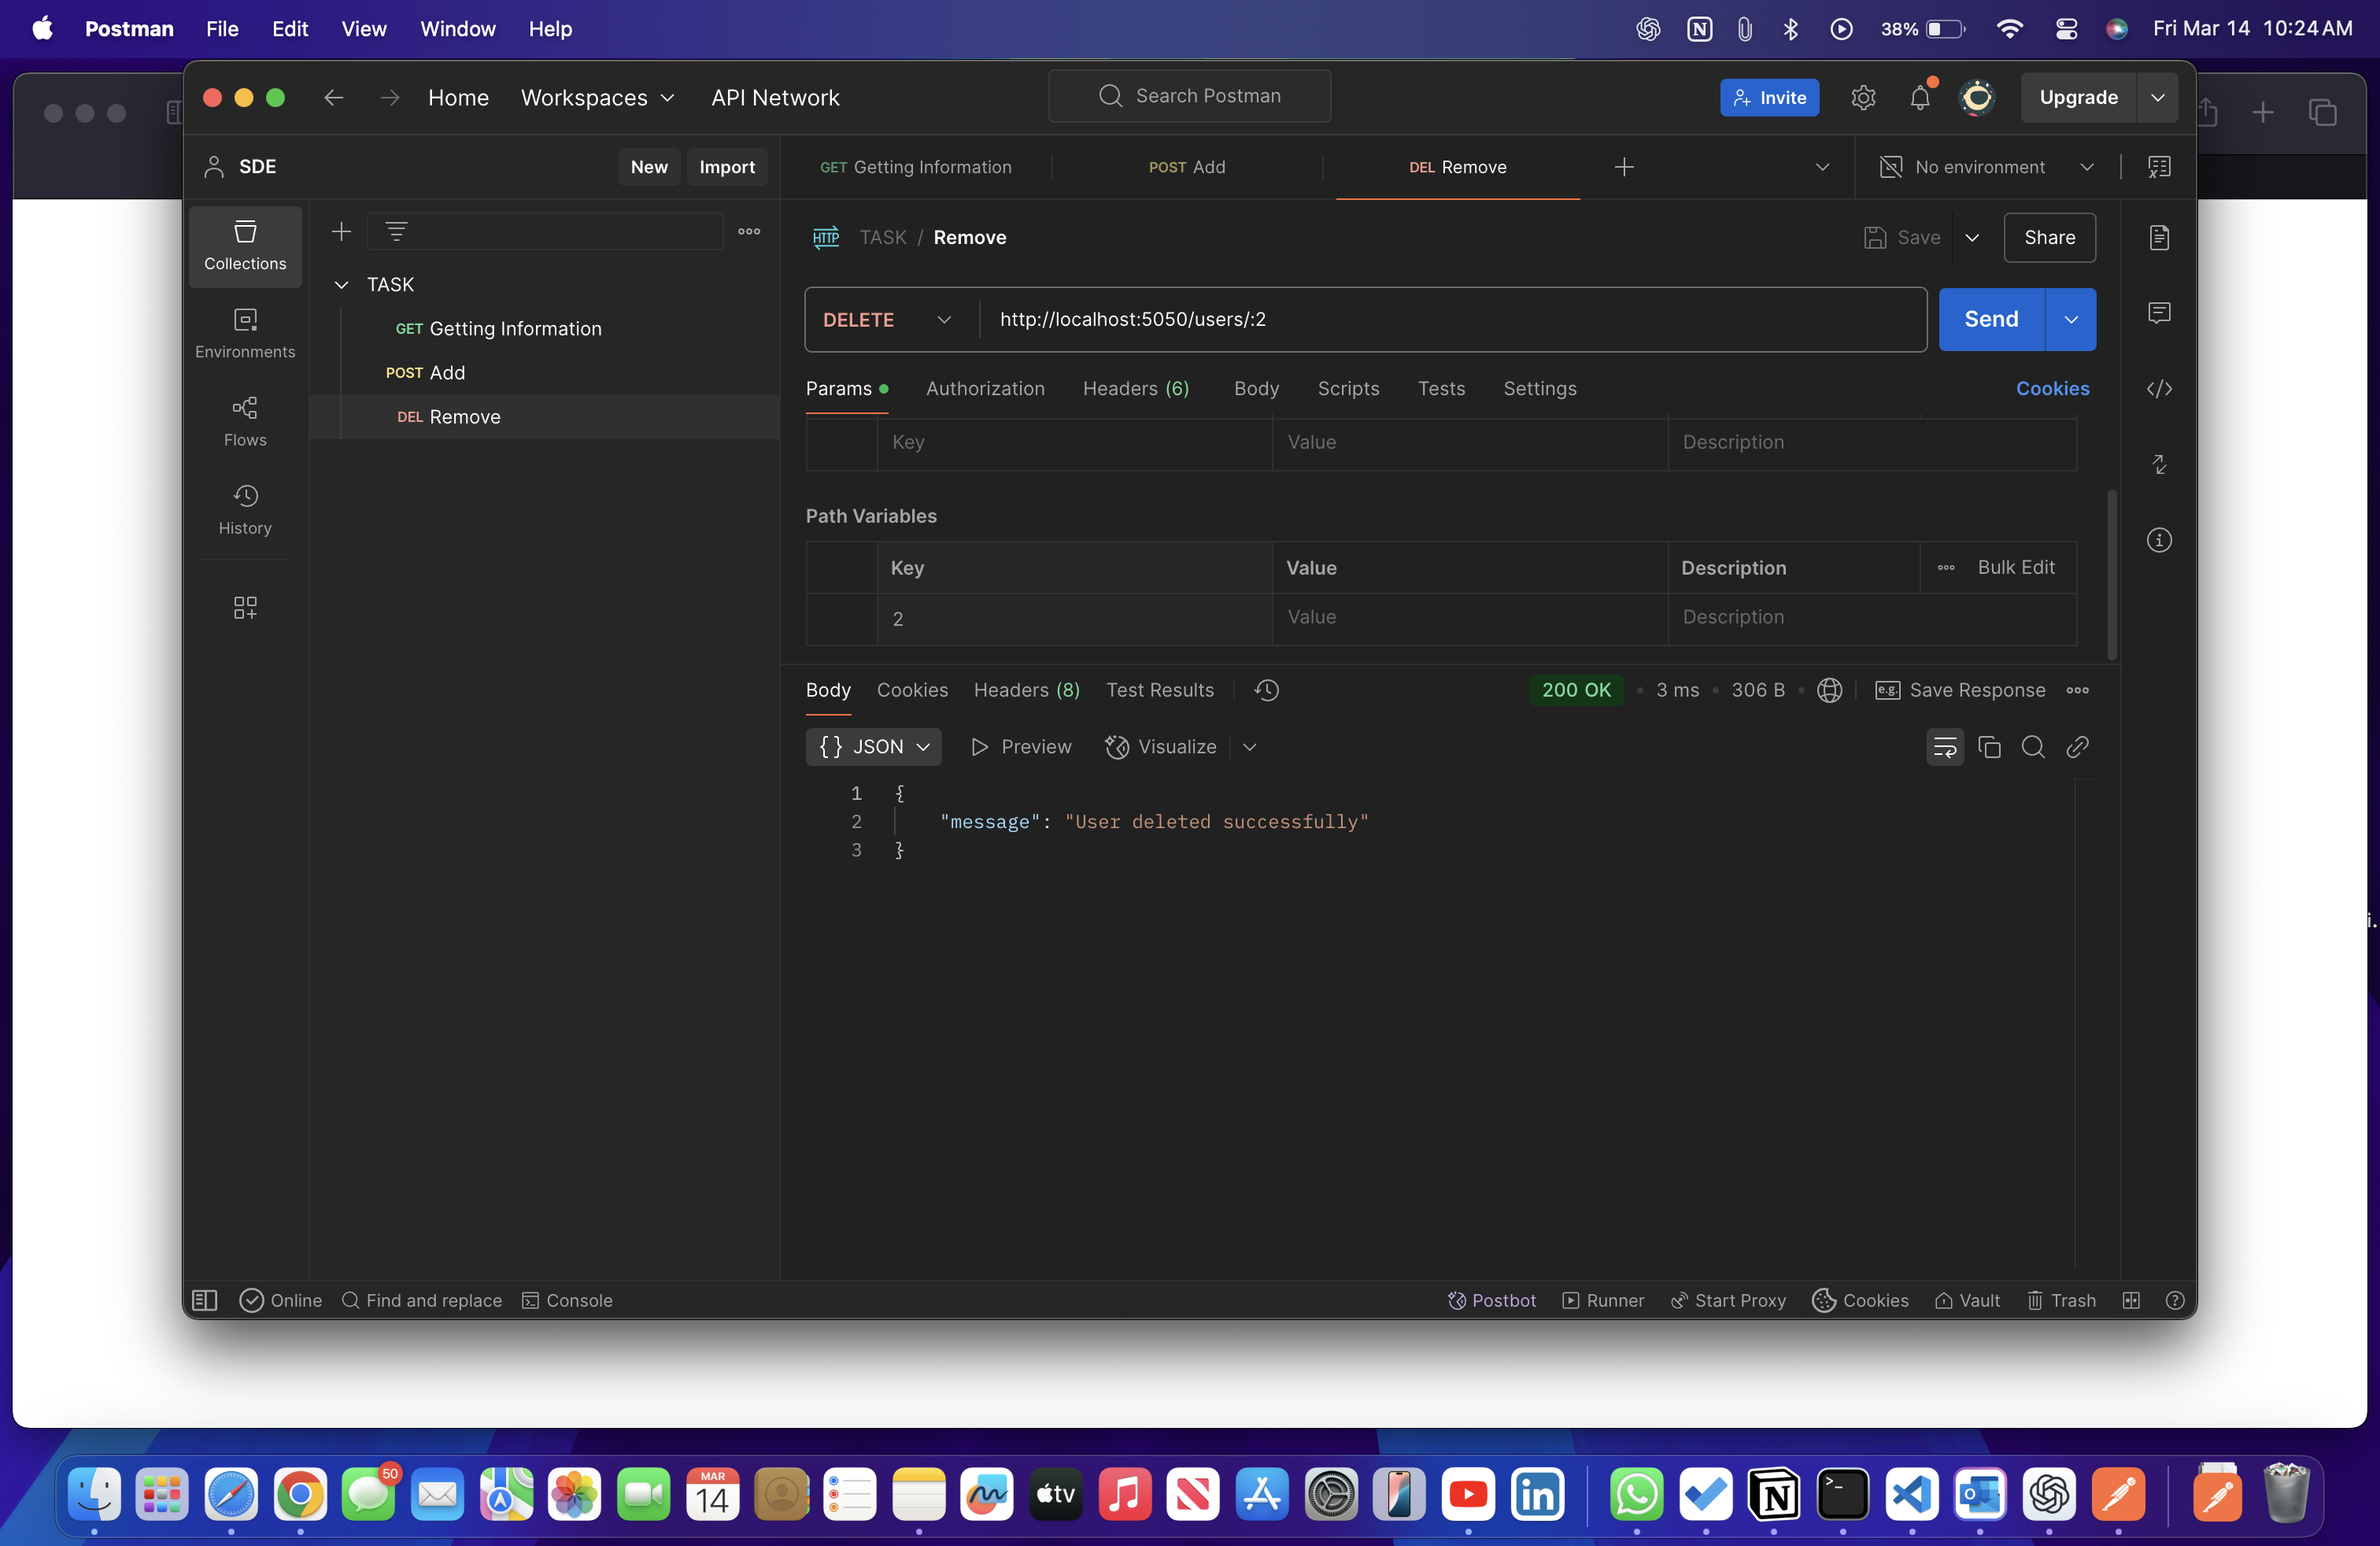 Postman File Edit View Window Help
38% Fri Mar 14 10:24 AM
Home Workspaces API Network
Search Postman
Invite Upgrade
SDE New Import
GET Getting Information POST Add DEL Remove
No environment
Collections
Environments
Flows
History
TASK
GET Getting Information
POST Add
DEL Remove
HTTP TASK / Remove
Save Share
DELETE http://localhost:5050/users/:2 Send
Params Authorization Headers (6) Body Scripts Tests Settings Cookies
Key Value Description
Path Variables
Key Value Description Bulk Edit
2 Value Description
Body Cookies Headers (8) Test Results
200 OK • 3 ms • 306 B • e.g. Save Response
{} JSON Preview Visualize
1 {
2 "message": "User deleted successfully"
3 }
i.
Online Find and replace Console
Postbot Runner Start Proxy Cookies Vault Trash
50
MAR
14
tv
in
N